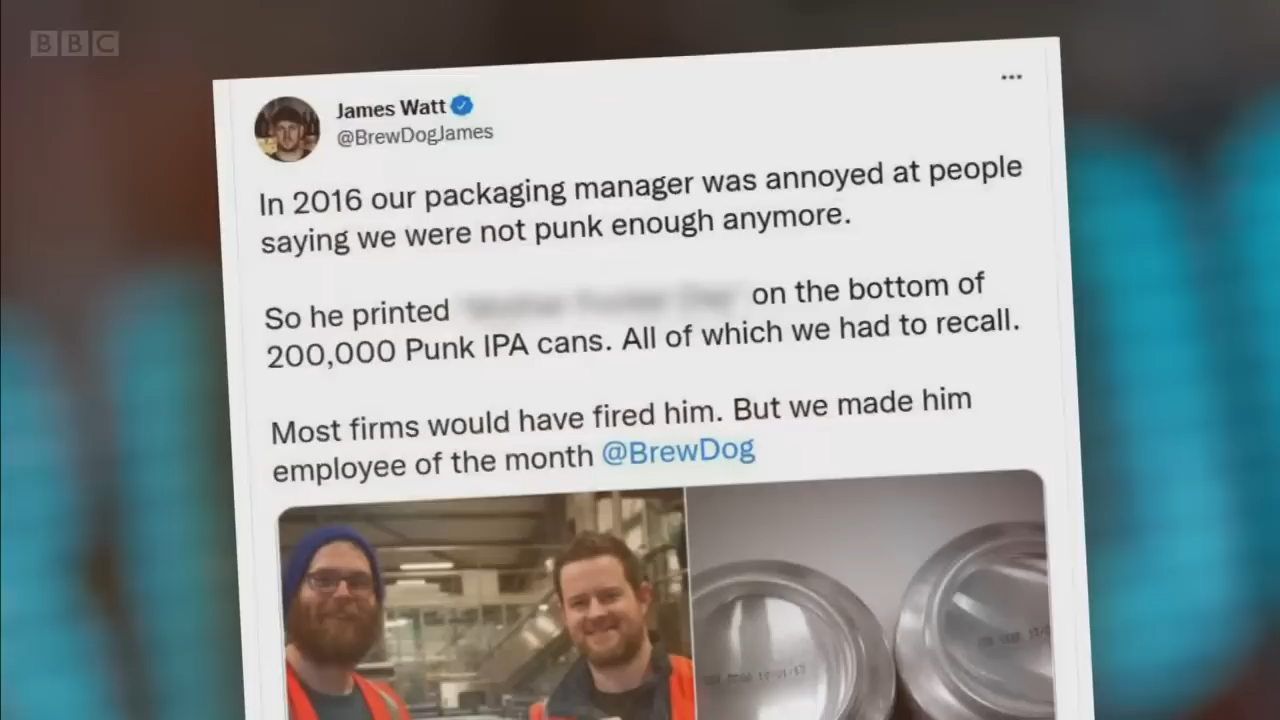 BBC
James Watt
@BrewDogJames
In 2016 our packaging manager was annoyed at people
saying we were not punk enough anymore.
So he printed on the bottom of
200,000 Punk IPA cans. All of which we had to recall.
Most firms would have fired him. But we made him
employee of the month @BrewDog